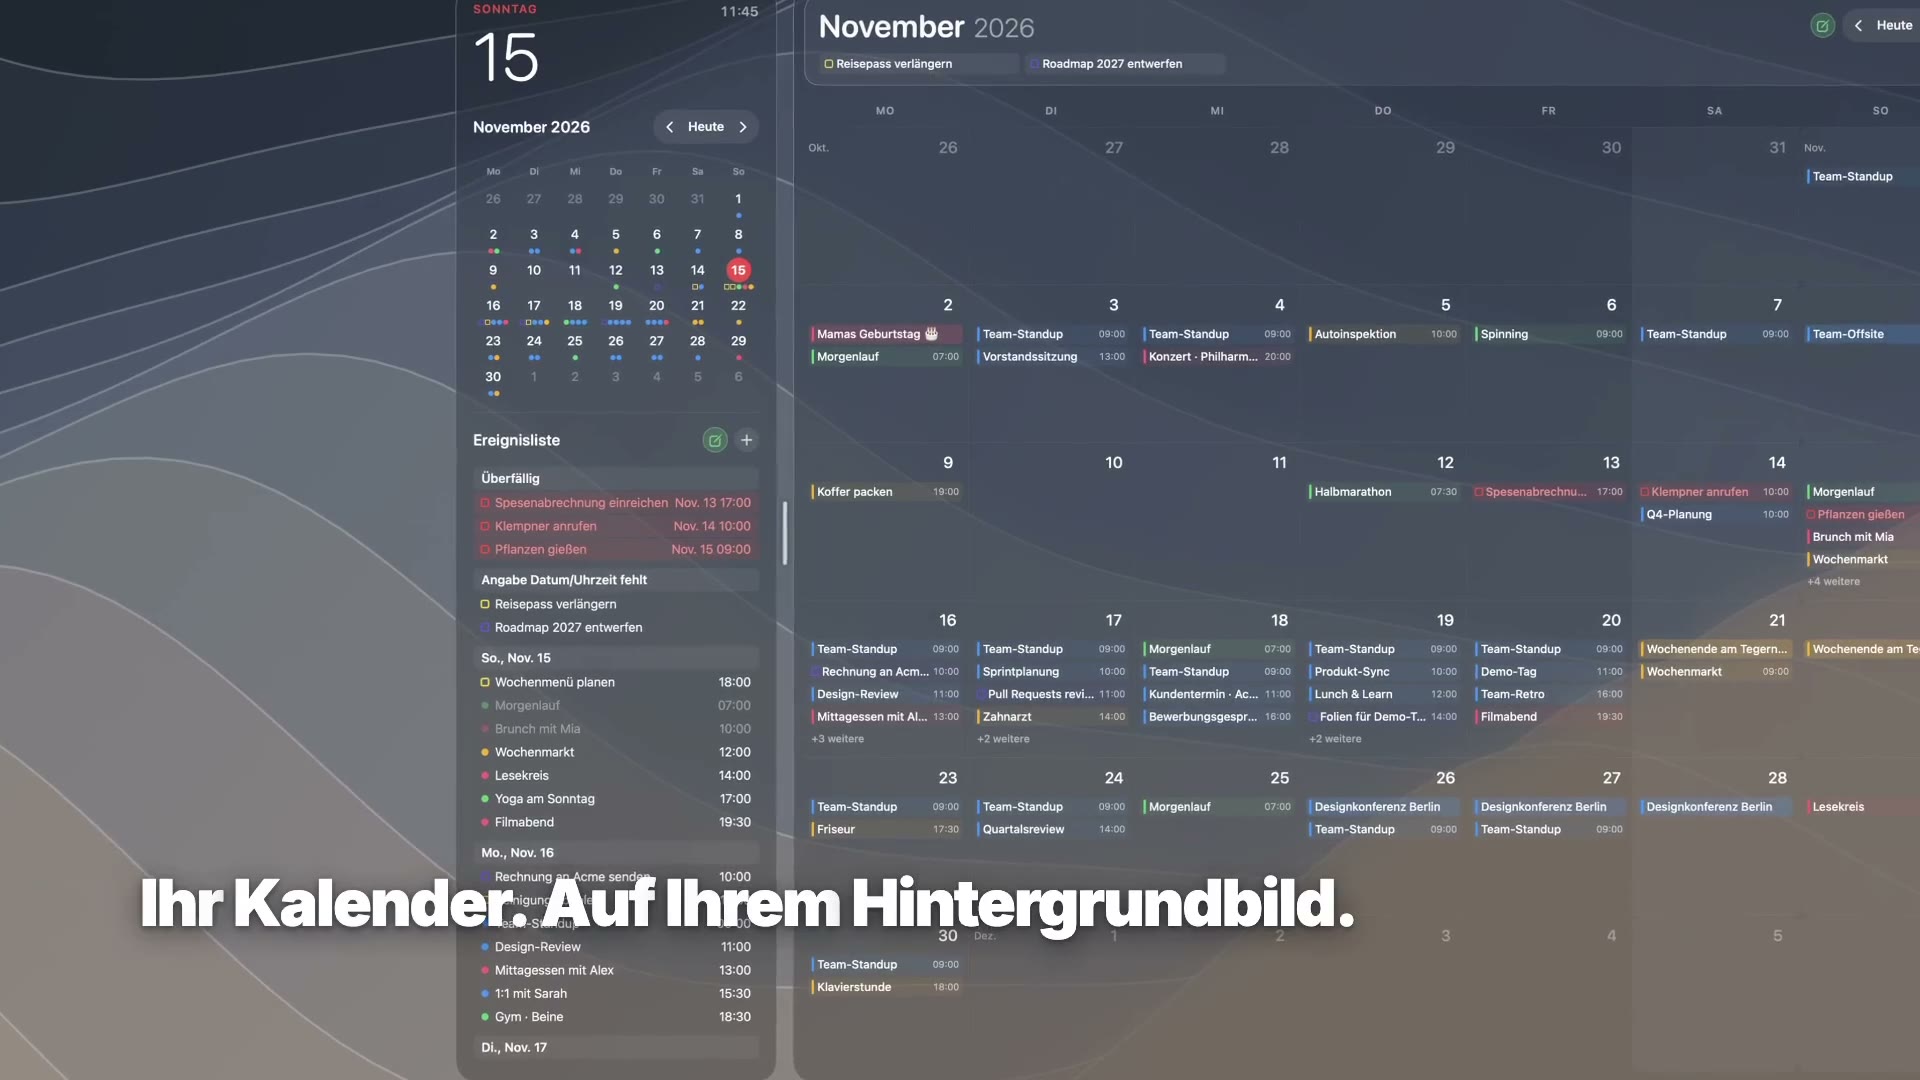 SONNTAG
11:45
15
November 2026
Heute
Mo Di Mi Do Fr Sa So
26 27 28 29 30 31 1
2 3 4 5 6 7 8
9 10 11 12 13 14 15
16 17 18 19 20 21 22
23 24 25 26 27 28 29
30 1 2 3 4 5 6
Ereignisliste
Überfällig
Spesenabrechnung einreichen Nov. 13 17:00
Klempner anrufen Nov. 14 10:00
Pflanzen gießen Nov. 15 09:00
Angabe Datum/Uhrzeit fehlt
Reisepass verlängern
Roadmap 2027 entwerfen
So., Nov. 15
Wochenmenü planen 18:00
Morgenlauf 07:00
Brunch mit Mia 10:00
Wochenmarkt 12:00
Lesekreis 14:00
Yoga am Sonntag 17:00
Filmabend 19:30
Mo., Nov. 16
Rechnung an Acme senden 10:00
Team-Standup
Design-Review 11:00
Mittagessen mit Alex 13:00
1:1 mit Sarah 15:30
Gym · Beine 18:30
Di., Nov. 17
November 2026
Heute
Reisepass verlängern Roadmap 2027 entwerfen
MO DI MI DO FR SA SO
Okt. 26 27 28 29 30 31 Nov.
Team-Standup
2 3 4 5 6 7
Mamas Geburtstag Team-Standup 09:00 Team-Standup 09:00 Autoinspektion 10:00 Spinning 09:00 Team-Standup 09:00 Team-Offsite
Morgenlauf 07:00 Vorstandssitzung 13:00 Konzert · Philharm... 20:00
9 10 11 12 13 14
Koffer packen 19:00 Halbmarathon 07:30 Spesenabrechnu... 17:00 Klempner anrufen 10:00 Morgenlauf
Q4-Planung 10:00 Pflanzen gießen
Brunch mit Mia
Wochenmarkt
+4 weitere
16 17 18 19 20 21
Team-Standup 09:00 Team-Standup 09:00 Morgenlauf 07:00 Team-Standup 09:00 Team-Standup 09:00 Wochenende am Tegern... Wochenende am Te
Rechnung an Acm... 10:00 Sprintplanung 10:00 Team-Standup 09:00 Produkt-Sync 10:00 Demo-Tag 11:00 Wochenmarkt 09:00
Design-Review 11:00 Pull Requests revi... 11:00 Kundentermin · Ac... 11:00 Lunch & Learn 12:00 Team-Retro 16:00
Mittagessen mit Al... 13:00 Zahnarzt 14:00 Bewerbungsgespr... 16:00 Folien für Demo-T... 14:00 Filmabend 19:30
+3 weitere +2 weitere +2 weitere
23 24 25 26 27 28
Team-Standup 09:00 Team-Standup 09:00 Morgenlauf 07:00 Designkonferenz Berlin Designkonferenz Berlin Designkonferenz Berlin Lesekreis
Friseur 17:30 Quartalsreview 14:00 Team-Standup 09:00 Team-Standup 09:00
Ihr Kalender. Auf Ihrem Hintergrundbild.
30 Dez. 1 2 3 4 5
Team-Standup 09:00
Klavierstunde 18:00